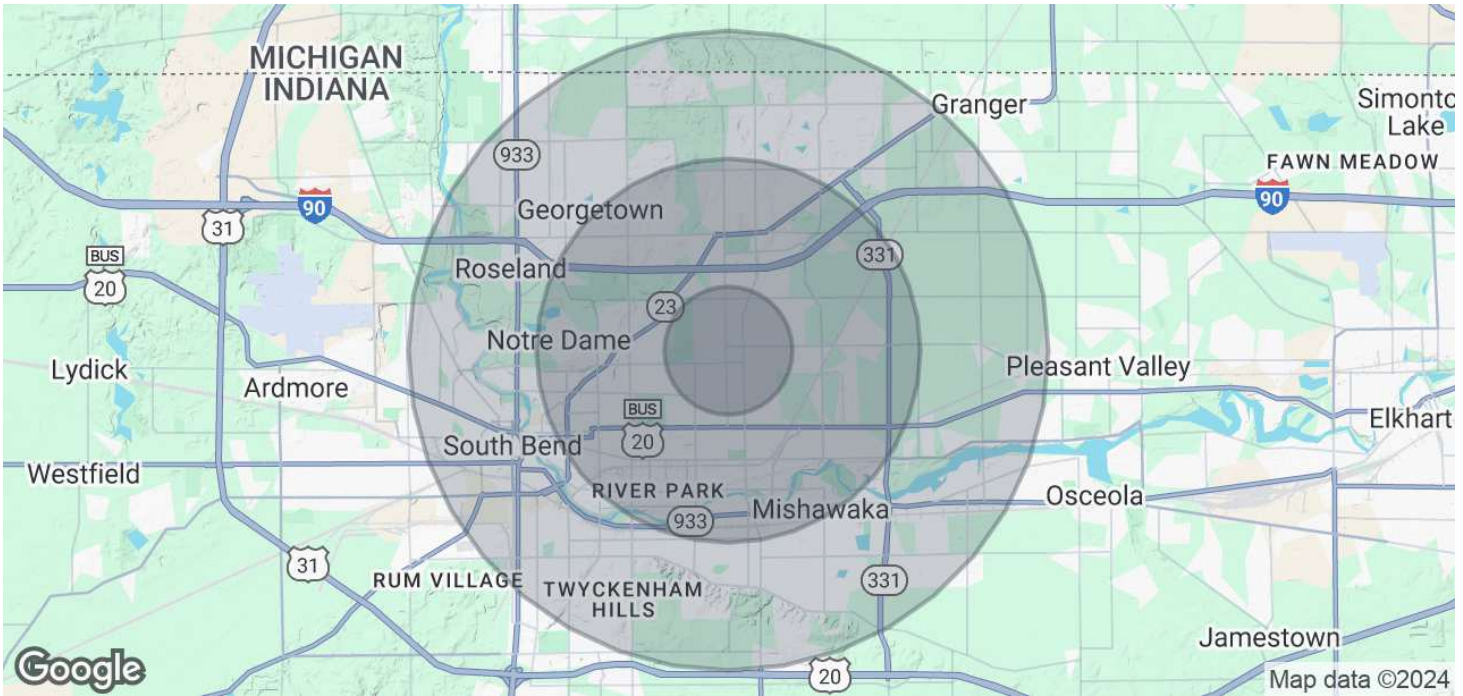 MICHIGAN
INDIANA
Granger
Simonto
Lake
933
FAWN MEADOW
90
90
Georgetown
31
331
BUS
20
Roseland
23
Notre Dame
Lydick
Pleasant Valley
Ardmore
BUS
20
Elkhart
South Bend
Westfield
RIVER PARK
Osceola
Mishawaka
933
31
RUM VILLAGE
331
TWYCKENHAM
HILLS
Jamestown
Google
20
Map data ©2024